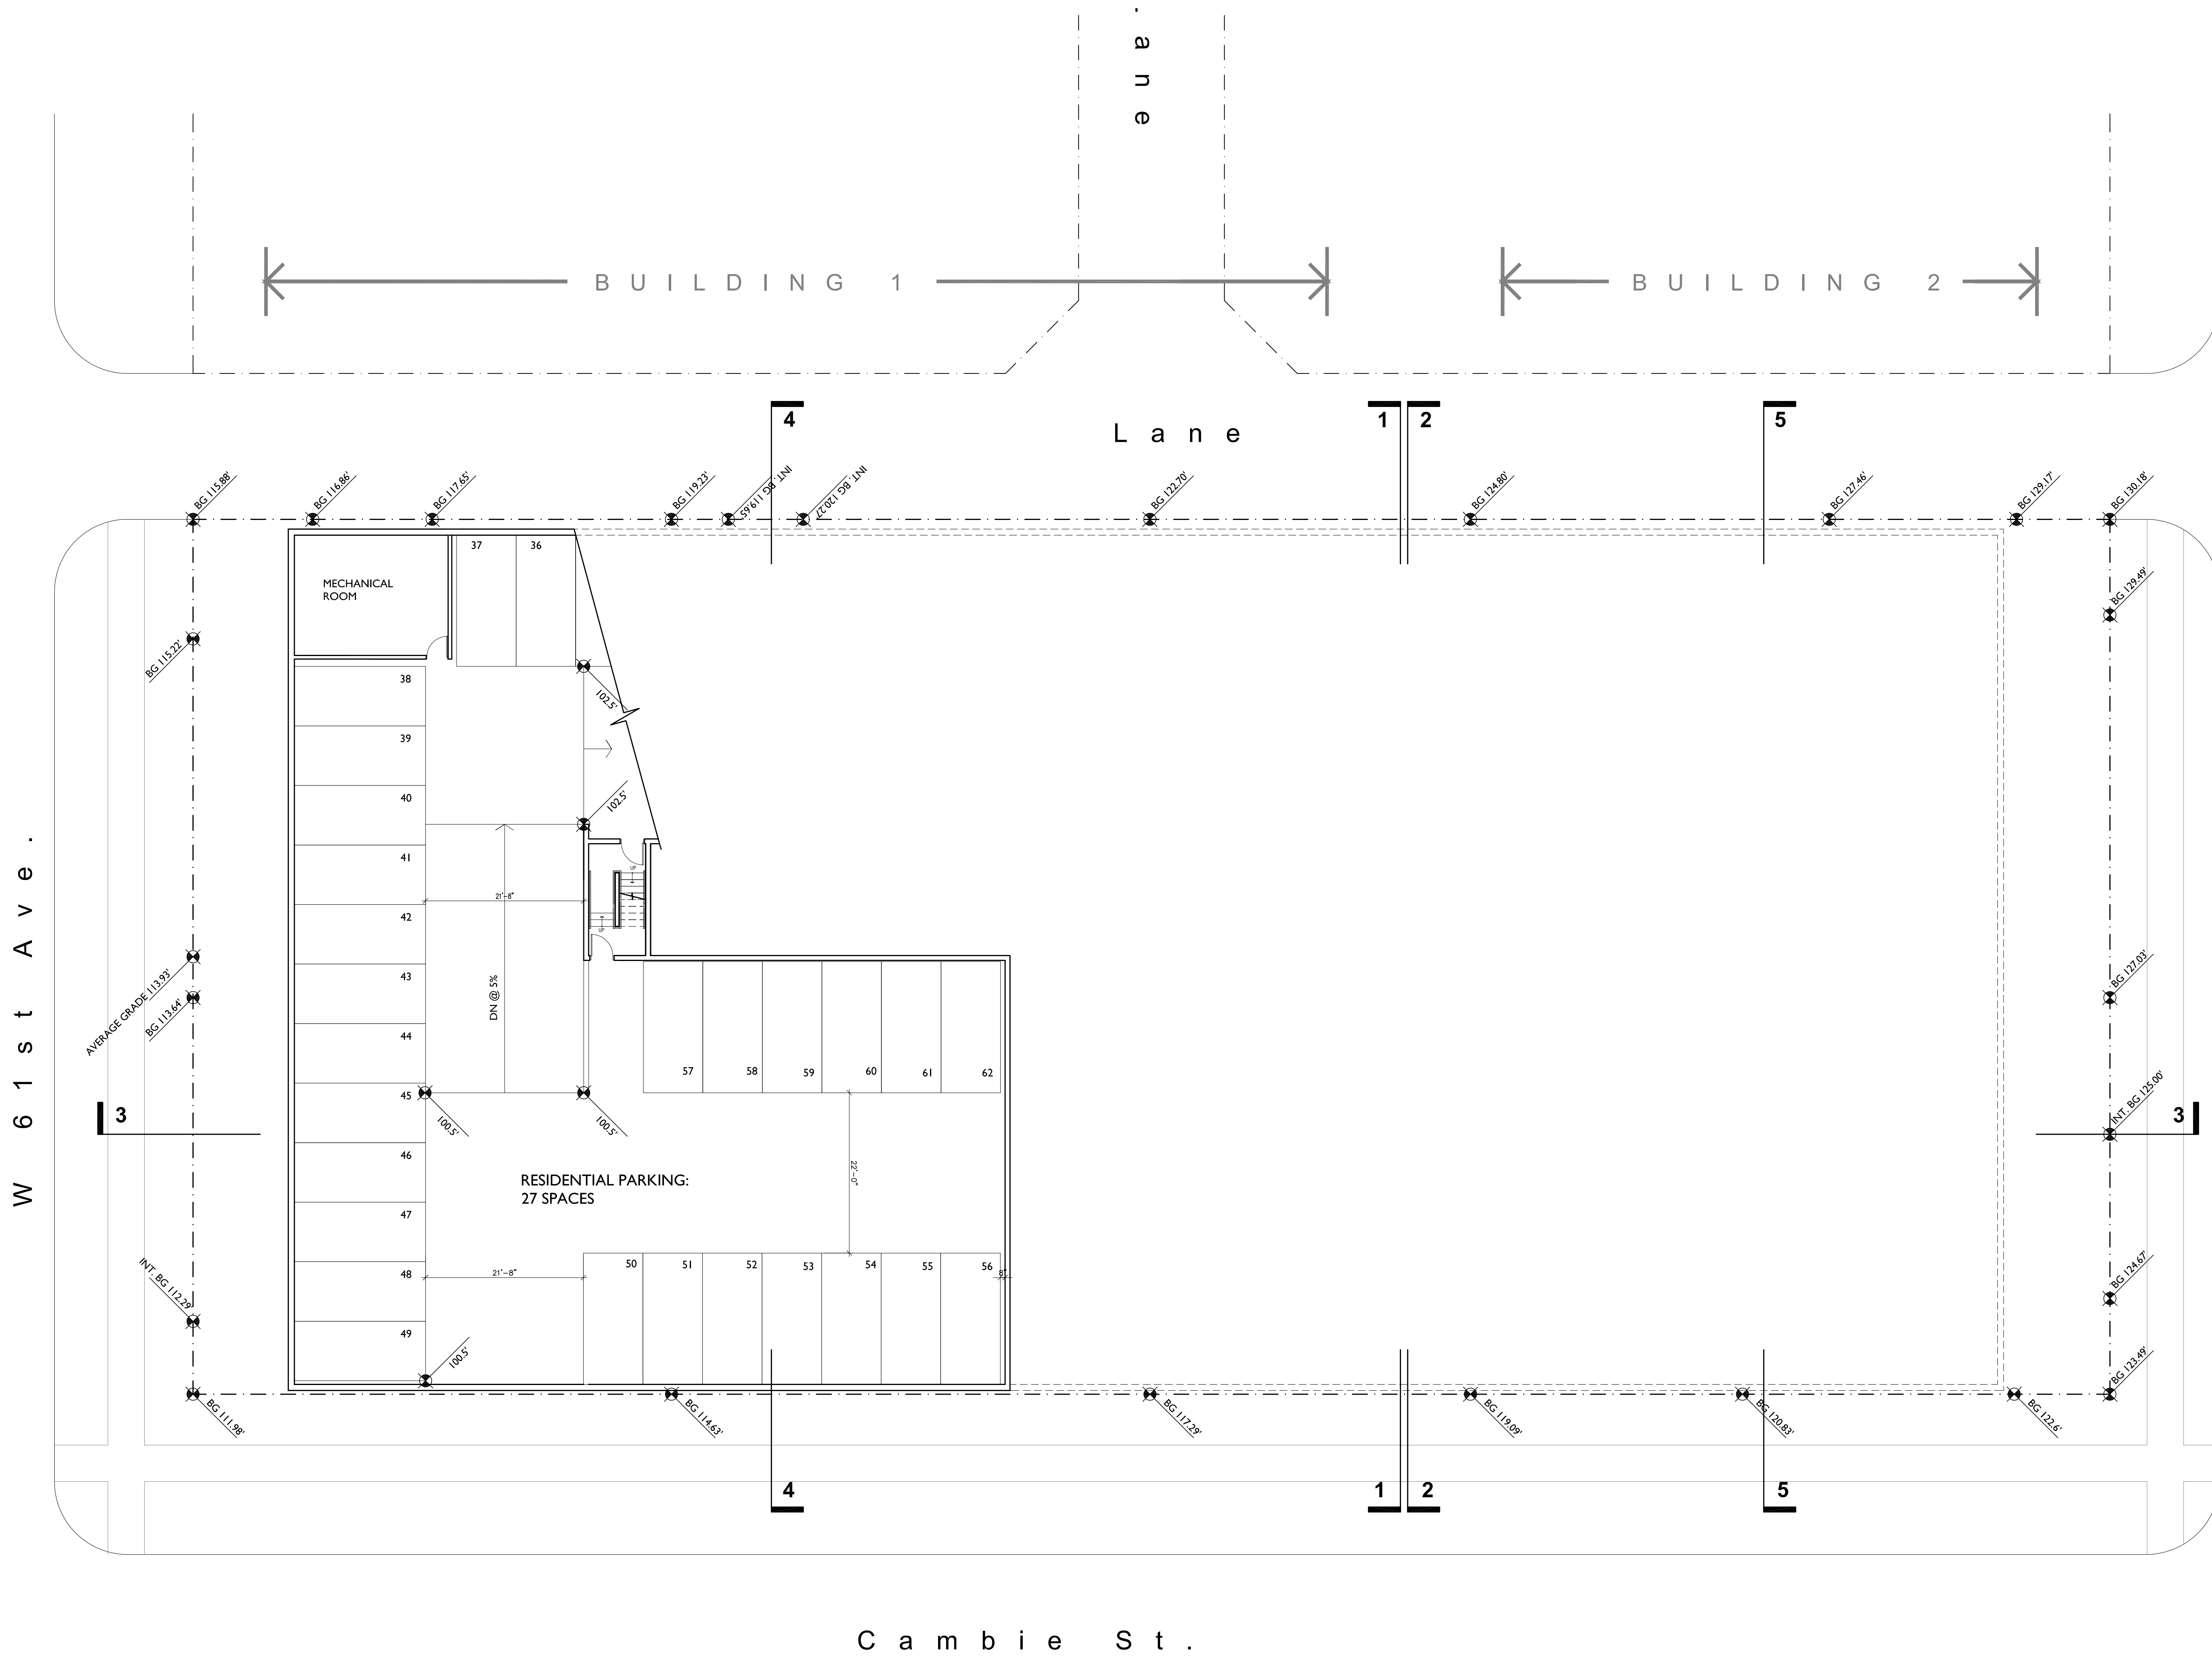 Lane
BUILDING 1
BUILDING 2
4
1
2
5
Lane
BG 115.88'
BG 116.86'
BG 117.65'
BG 119.23'
INT. BG 119.65'
INT. BG 120.27'
BG 122.70'
BG 124.80'
BG 127.46'
BG 129.17'
BG 130.18'
37
36
MECHANICAL
ROOM
BG 129.49'
BG 115.22'
38
102.5'
39
40
102.5'
41
W 61st Ave.
UP
21'-8"
42
UP
AVERAGE GRADE 113.93'
43
DN @ 5%
BG 127.03'
BG 113.64'
44
57
58
59
60
61
62
45
100.5'
100.5'
INT. BG 125.00'
3
3
46
RESIDENTIAL PARKING:
27 SPACES
22'-0"
47
INT. BG 112.29'
48
21'-8"
50
51
52
53
54
55
56
8"
BG 124.67'
49
100.5'
BG 123.49'
BG 111.98'
BG 114.63'
BG 117.29'
BG 119.09'
BG 120.83'
BG 122.6'
4
1
2
5
Cambie St.